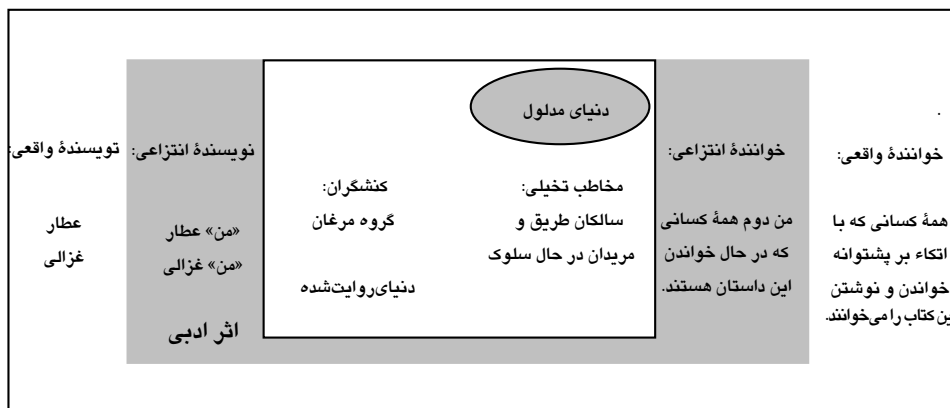 دنیای مدلول
.
خوانندهٔ واقعی:
همهٔ کسانی که با
اتکاء بر پشتوانه
خواندن و نوشتن
ین کتاب را می‌خوانند.
خوانندهٔ انتزاعی:
من دوم همهٔ کسانی
که در حال خواندن
این داستان هستند.
مخاطب تخیلی:
سالکان طریق و
مریدان در حال سلوک
کنشگران:
گروه مرغان
دنیای‌روایت‌شده
نویسندهٔ انتزاعی:
«من» عطار
«من» غزالی
اثر ادبی
تویسندهٔ واقعی:
عطار
غزالی